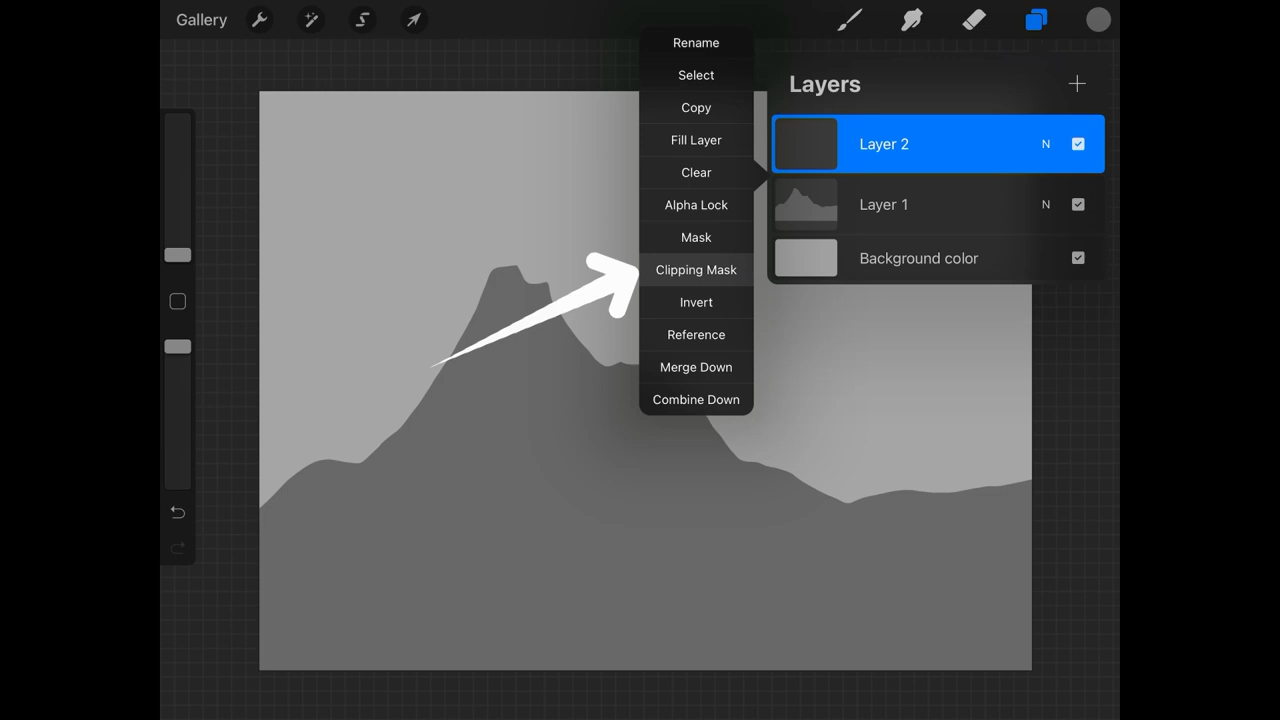 Gallery
Rename
Select
Copy
Fill Layer
Clear
Alpha Lock
Mask
Clipping Mask
Invert
Reference
Merge Down
Combine Down
Layers
Layer 2 N
Layer 1 N
Background color